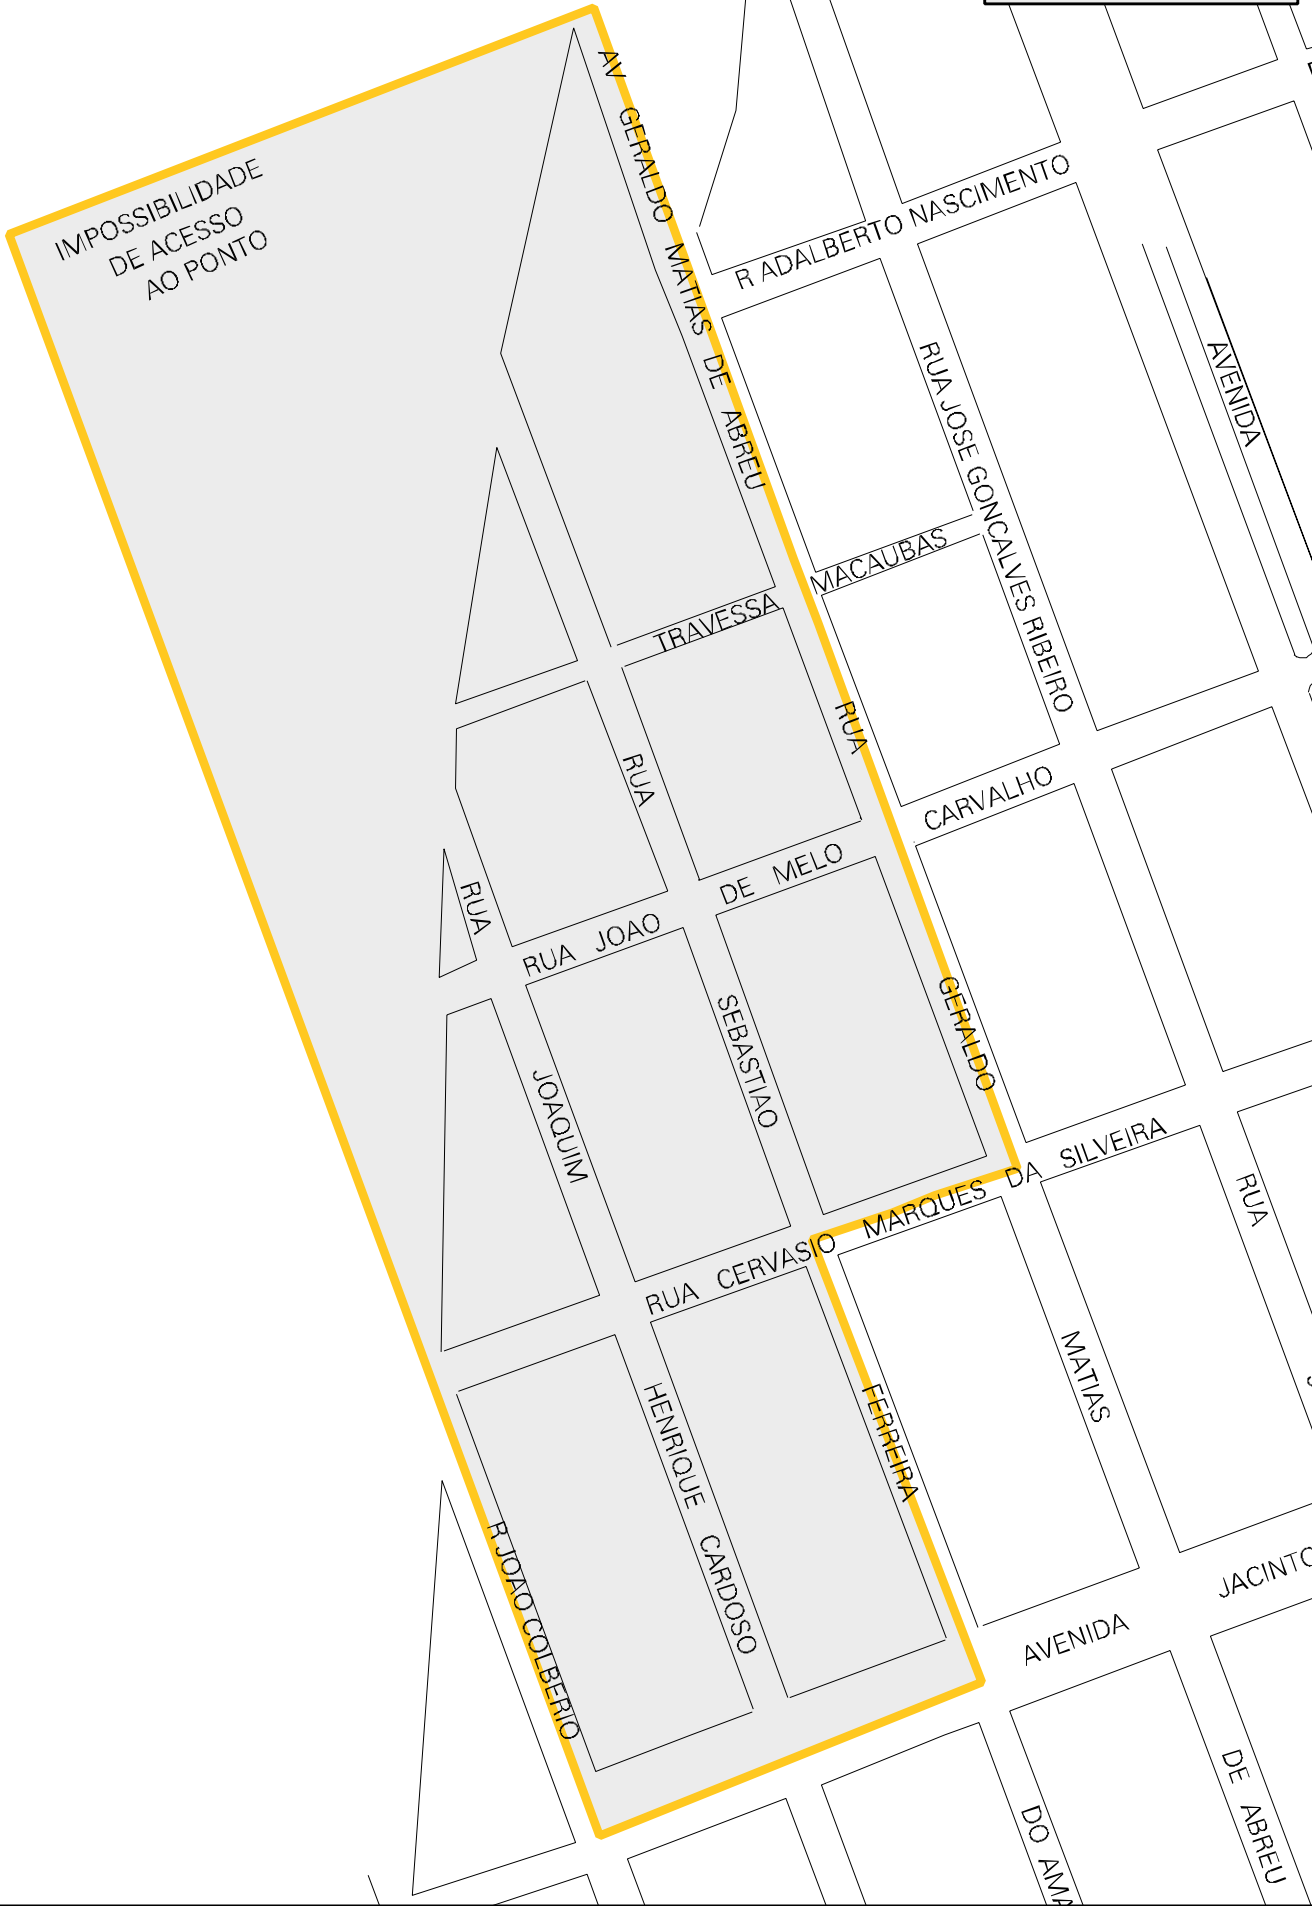 AV GERALDO MATIAS DE ABREU
IMPOSSIBILIDADE
DE ACESSO
AO PONTO
R ADALBERTO NASCIMENTO
RUA JOSE GONCALVES RIBEIRO
AVENIDA
TRAVESSA MACAUBAS
RUA
RUA
CARVALHO
RUA
RUA JOAO DE MELO
SEBASTIAO
GERALDO
JOAQUIM
RUA CERVASIO MARQUES DA SILVEIRA
RUA
MATIAS
HENRIQUE CARDOSO
FERREIRA
R JOAO COLBERIO
AVENIDA JACINTO
DE ABREU
DO AMA